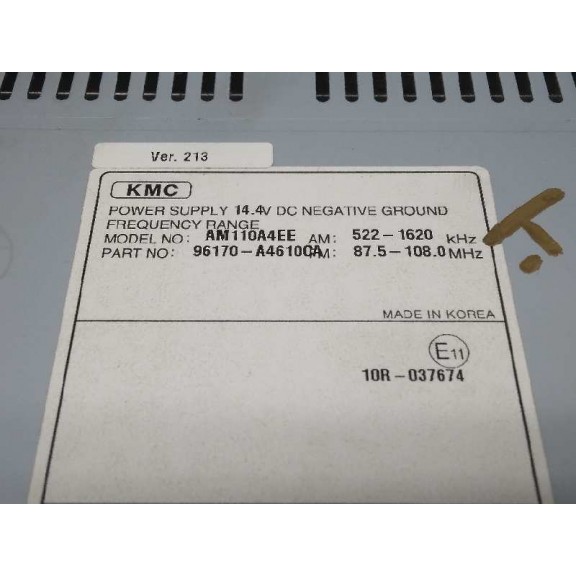 Ver. 213
KMC
POWER SUPPLY 14.4V DC NEGATIVE GROUND
FREQUENCY RANGE
MODEL NO: AM110A4EE AM: 522-1620 kHz
PART NO: 96170-A4610CA FM: 87.5-108.0 MHz
MADE IN KOREA
E11
10R-037674